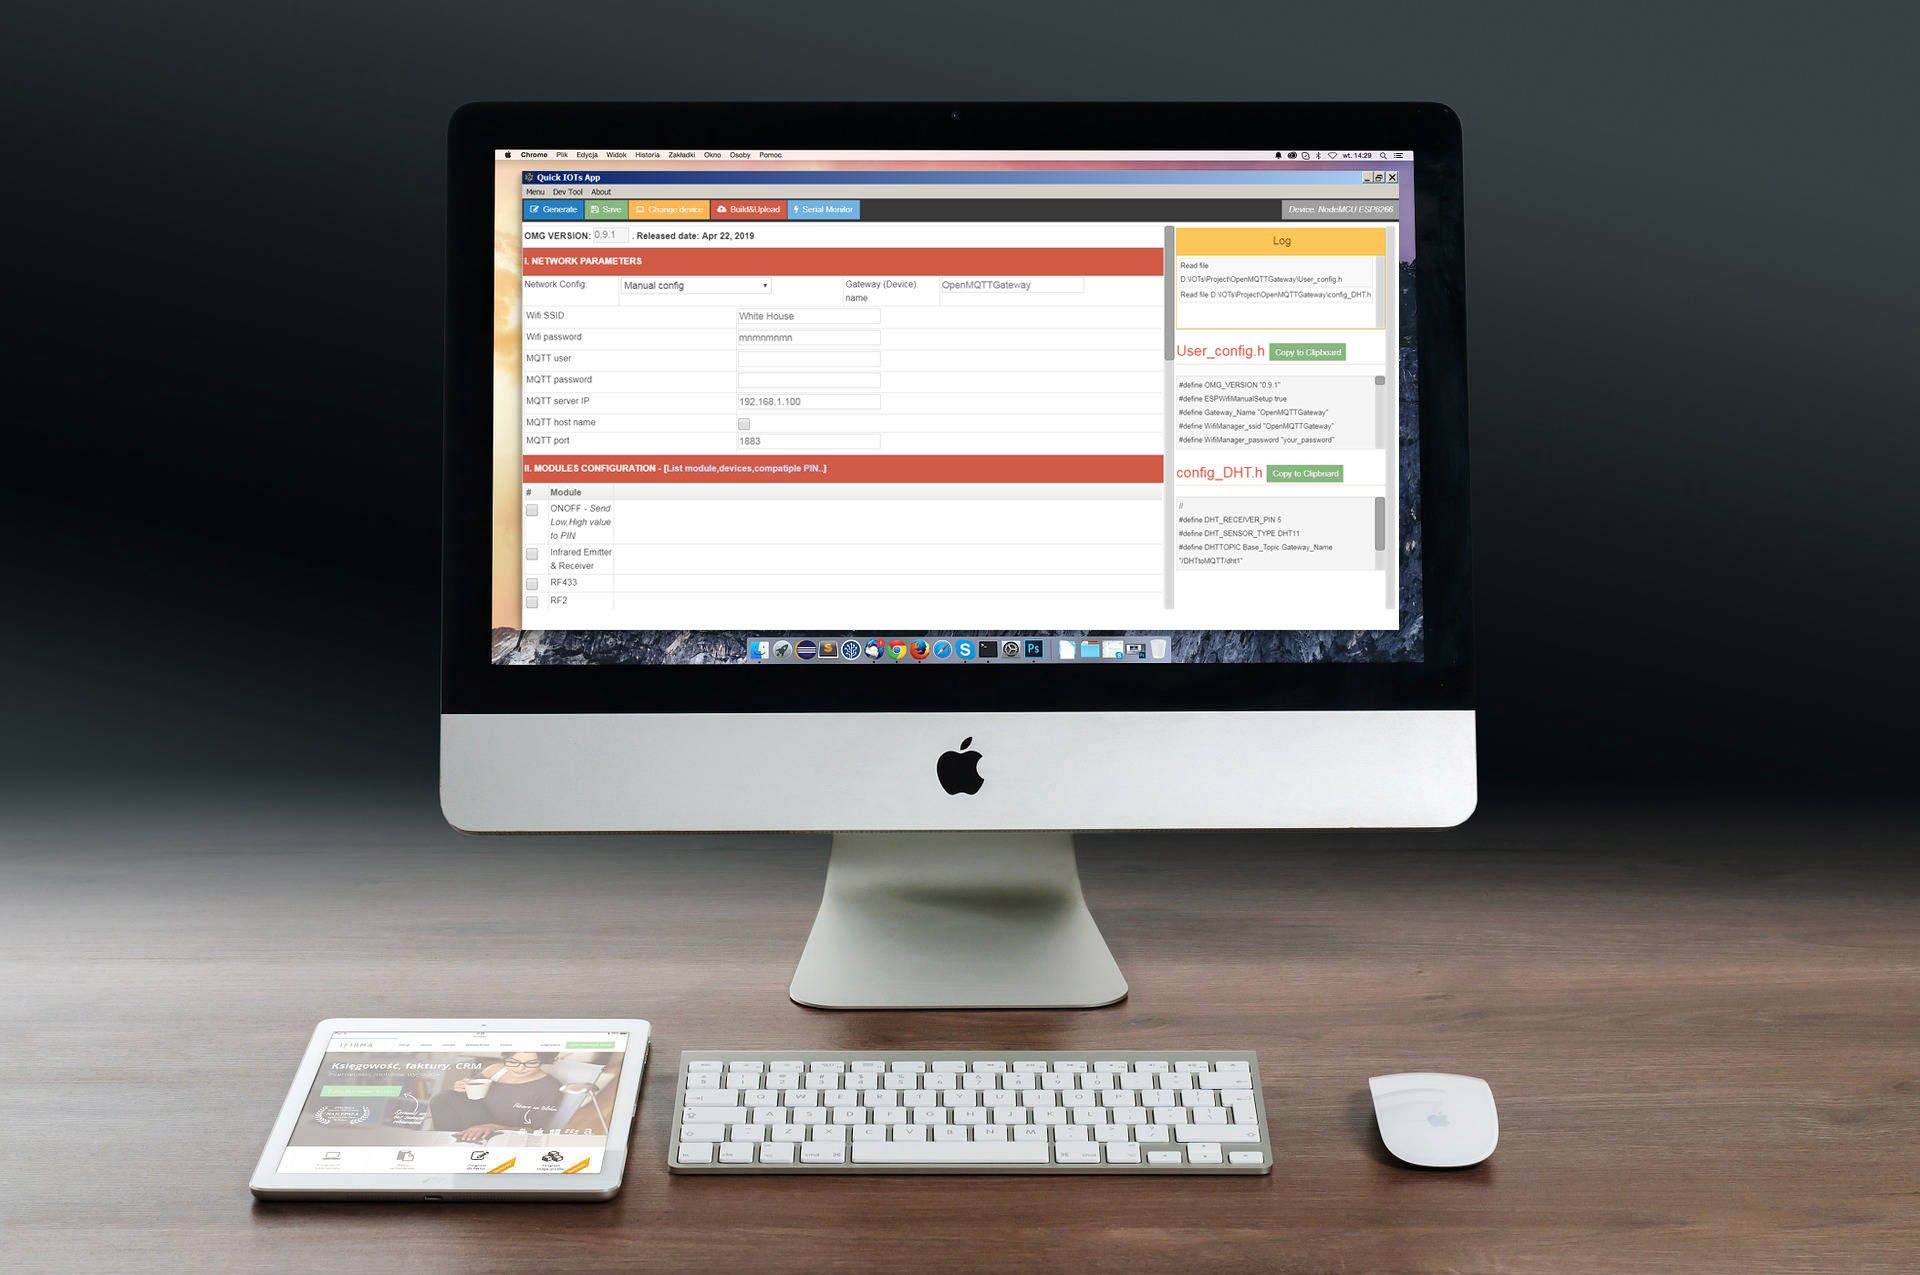 Chrome Plik Edycja Widok Historia Zakładki Okno Osoby Pomoc
wt. 14:29
Quick IOTs App
Menu Dev Tool About
Generate Save Change device Build&Upload Serial Monitor
Device: NodeMCU ESP8266
OMG VERSION: 0.9.1 . Released date: Apr 22, 2019
I. NETWORK PARAMETERS
Network Config: Manual config Gateway (Device) name OpenMQTTGateway
Wifi SSID White House
Wifi password mnmnmnmn
MQTT user
MQTT password
MQTT server IP 192.168.1.100
MQTT host name
MQTT port 1883
II. MODULES CONFIGURATION - [List module,devices,compatiple PIN..]
# Module
ONOFF - Send
Low,High value
to PIN
Infrared Emitter
& Receiver
RF433
RF2
Log
Read file
D:\IOTs\Project\OpenMQTTGateway\User_config.h
Read file D:\IOTs\Project\OpenMQTTGateway\config_DHT.h
User_config.h Copy to Clipboard
#define OMG_VERSION "0.9.1"
#define ESPWifiManualSetup true
#define Gateway_Name "OpenMQTTGateway"
#define WifiManager_ssid "OpenMQTTGateway"
#define WifiManager_password "your_password"
config_DHT.h Copy to Clipboard
//
#define DHT_RECEIVER_PIN 5
#define DHT_SENSOR_TYPE DHT11
#define DHTTOPIC Base_Topic Gateway_Name
"/DHTtoMQTT/dht1"
S S Ps
IFIRMA
Księgowość, faktury, CRM
Q W E R T Y U I O P
A S D F G H J K L
Z X C V B N M
cmd cmd